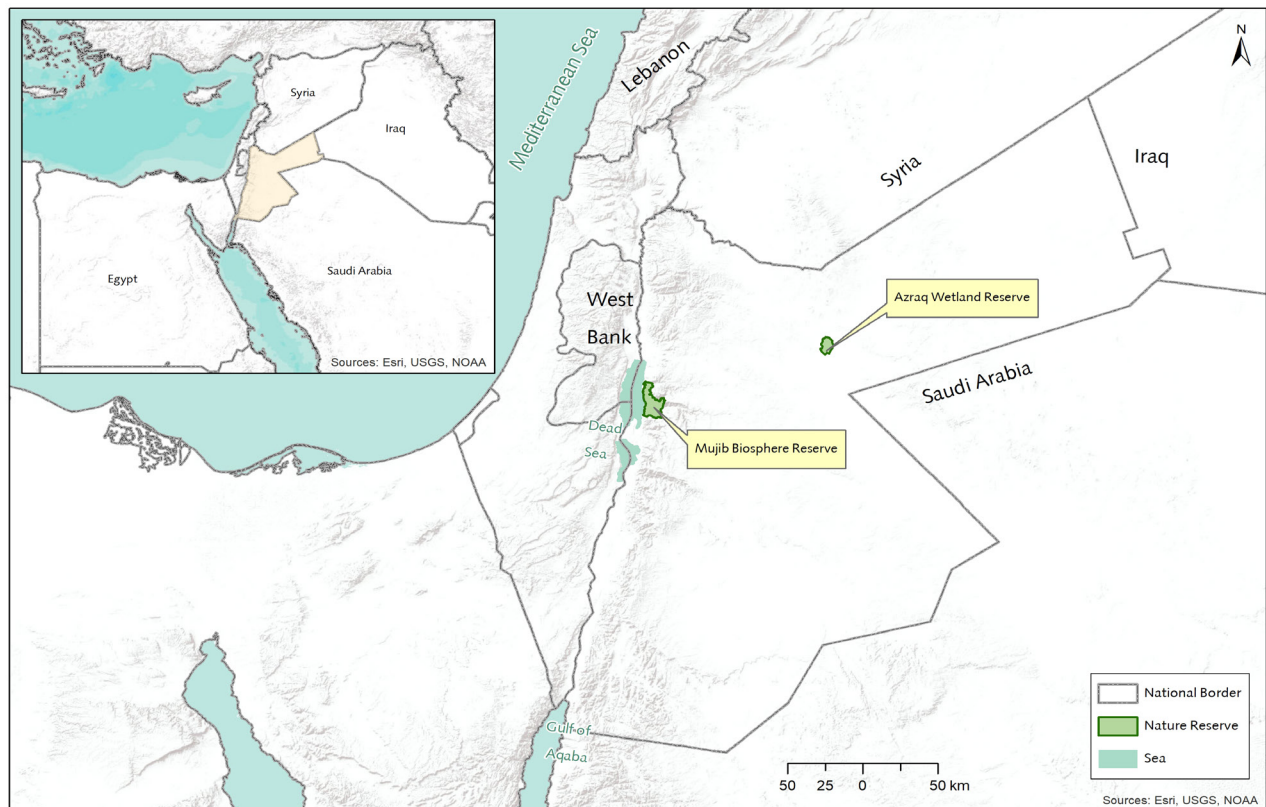 Syria
Iraq
Egypt
Saudi Arabia
Sources: Esri, USGS, NOAA
Mediterranean Sea
Lebanon
N
Syria
Iraq
Azraq Wetland Reserve
West
Bank
Saudi Arabia
Dead
Sea
Mujib Biosphere Reserve
Gulf of
Aqaba
National Border
Nature Reserve
Sea
50 25 0 50 km
Sources: Esri, USGS, NOAA